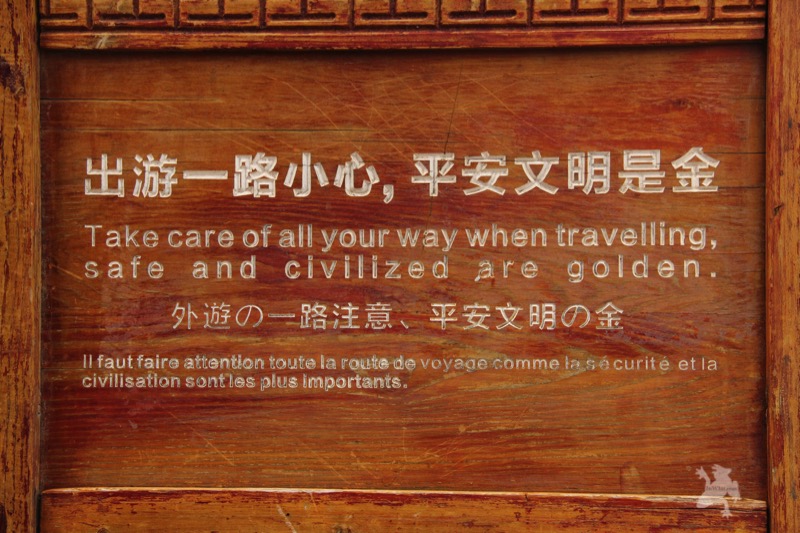 出游一路小心,平安文明是金
Take care of all your way when travelling,
safe and civilized are golden.
外遊の一路注意、平安文明の金
Il faut faire attention toute la route de voyage comme la sécurité et la
civilisation sont les plus importants.